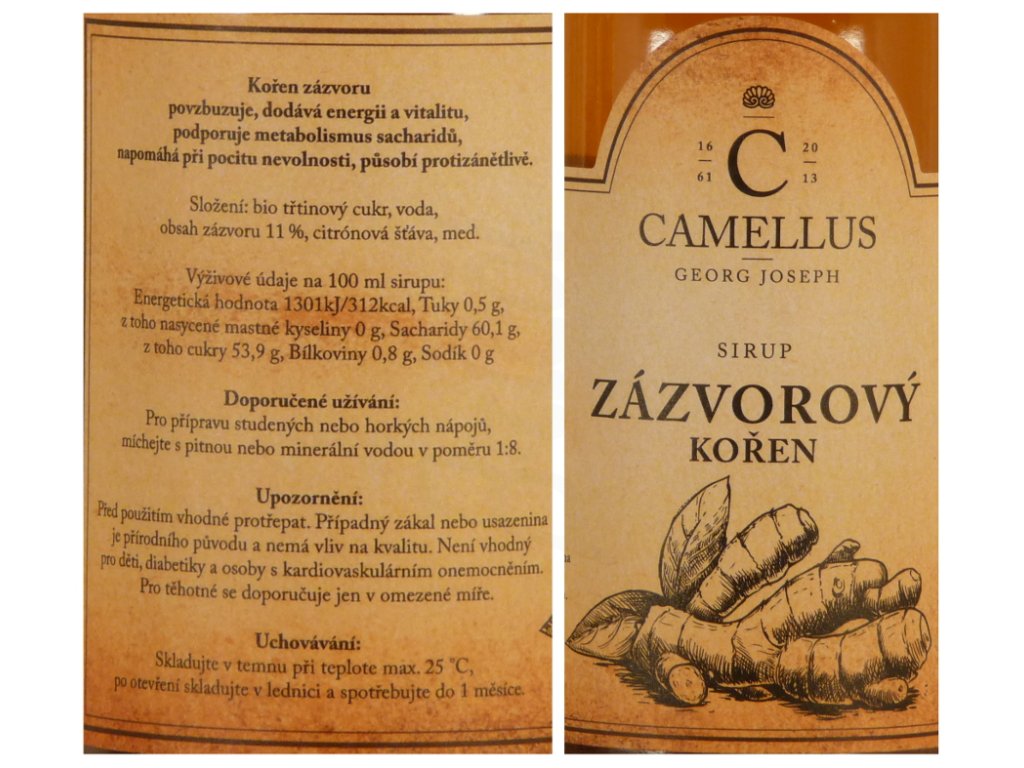 Kořen zázvoru
povzbuzuje, dodává energii a vitalitu,
podporuje metabolismus sacharidů,
napomáhá při pocitu nevolnosti, působí protizánětlivě.
Složení: bio třtinový cukr, voda,
obsah zázvoru 11 %, citrónová šťáva, med.
Výživové údaje na 100 ml sirupu:
Energetická hodnota 1301kJ/312kcal, Tuky 0,5 g,
z toho nasycené mastné kyseliny 0 g, Sacharidy 60,1 g,
z toho cukry 53,9 g, Bílkoviny 0,8 g, Sodík 0 g
Doporučené užívání:
Pro přípravu studených nebo horkých nápojů,
míchejte s pitnou nebo minerální vodou v poměru 1:8.
Upozornění:
Před použitím vhodné protřepat. Případný zákal nebo usazenina
je přírodního původu a nemá vliv na kvalitu. Není vhodný
pro děti, diabetiky a osoby s kardiovaskulárním onemocněním.
Pro těhotné se doporučuje jen v omezené míře.
Uchovávání:
Skladujte v temnu při teplote max. 25 °C,
po otevření skladujte v lednici a spotřebujte do 1 měsíce.
16 20
C
61 13
CAMELLUS
GEORG JOSEPH
SIRUP
ZÁZVOROVÝ
KOŘEN